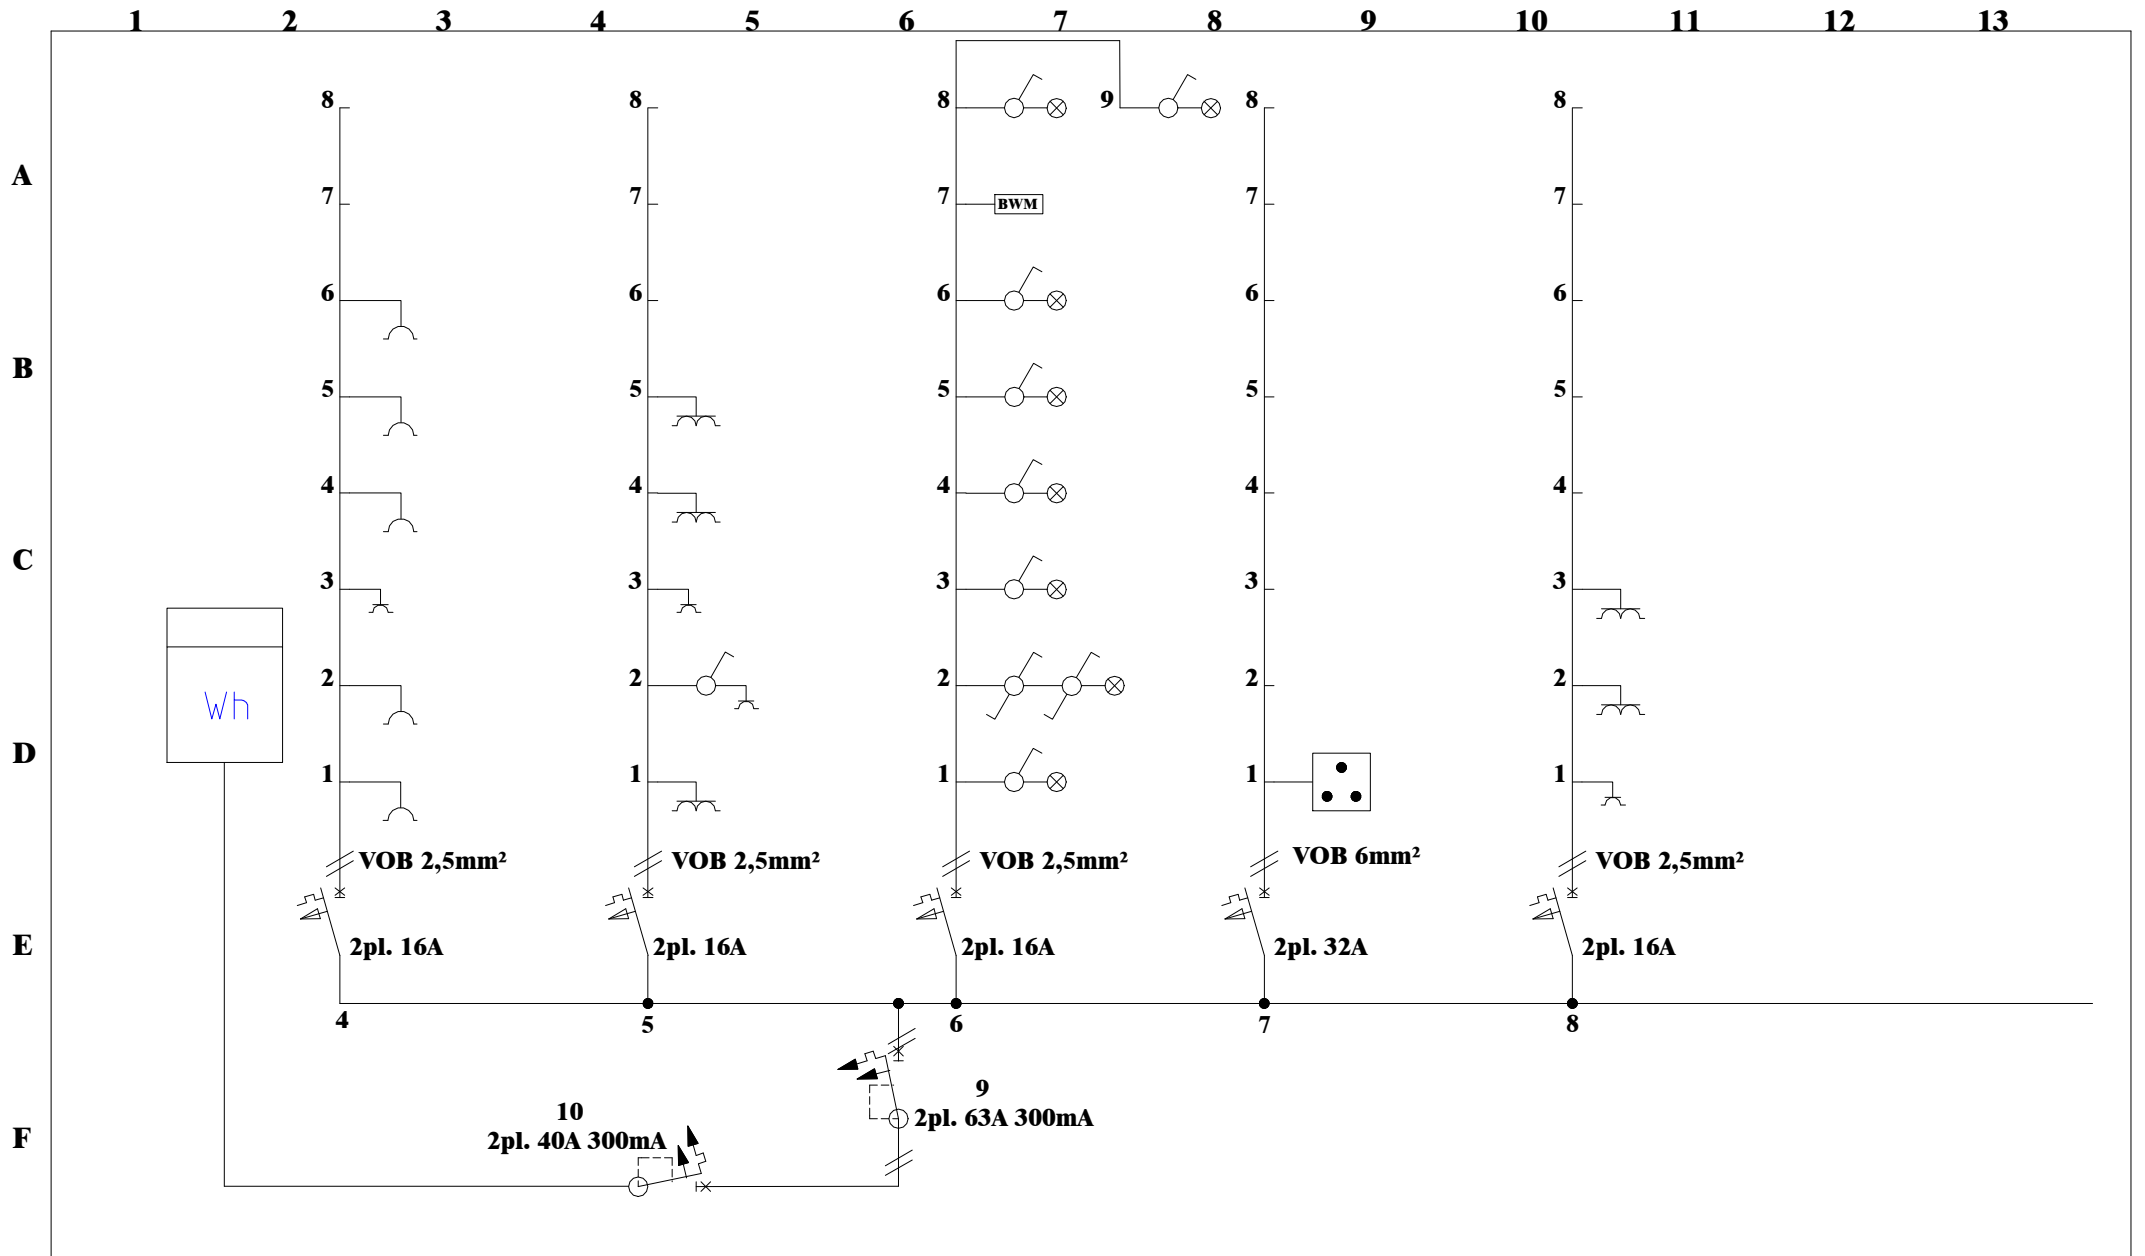 1 2 3 4 5 6 7 8 9 10 11 12 13
8 8 8 9 8 8
A
7 7 7 BWM 7 7
6 6 6 6 6
B
5 5 5 5 5
4 4 4 4 4
C
3 3 3 3 3
2 2 2 2 2
Wh
D
1 1 1 1 1
VOB 2,5mm² VOB 2,5mm² VOB 2,5mm² VOB 6mm² VOB 2,5mm²
E
2pl. 16A 2pl. 16A 2pl. 16A 2pl. 32A 2pl. 16A
4 5 6 7 8
9
2pl. 63A 300mA
10
2pl. 40A 300mA
F